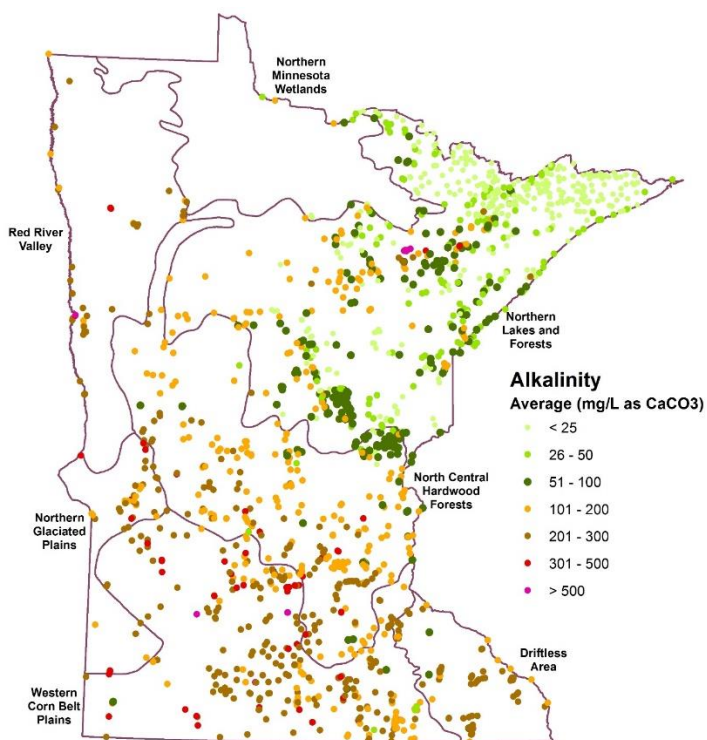 Northern
Minnesota
Wetlands
Red River
Valley
Northern
Lakes and
Forests
Alkalinity
Average (mg/L as CaCO3)
< 25
26 - 50
51 - 100
101 - 200
201 - 300
301 - 500
> 500
North Central
Hardwood
Forests
Northern
Glaciated
Plains
Driftless
Area
Western
Corn Belt
Plains